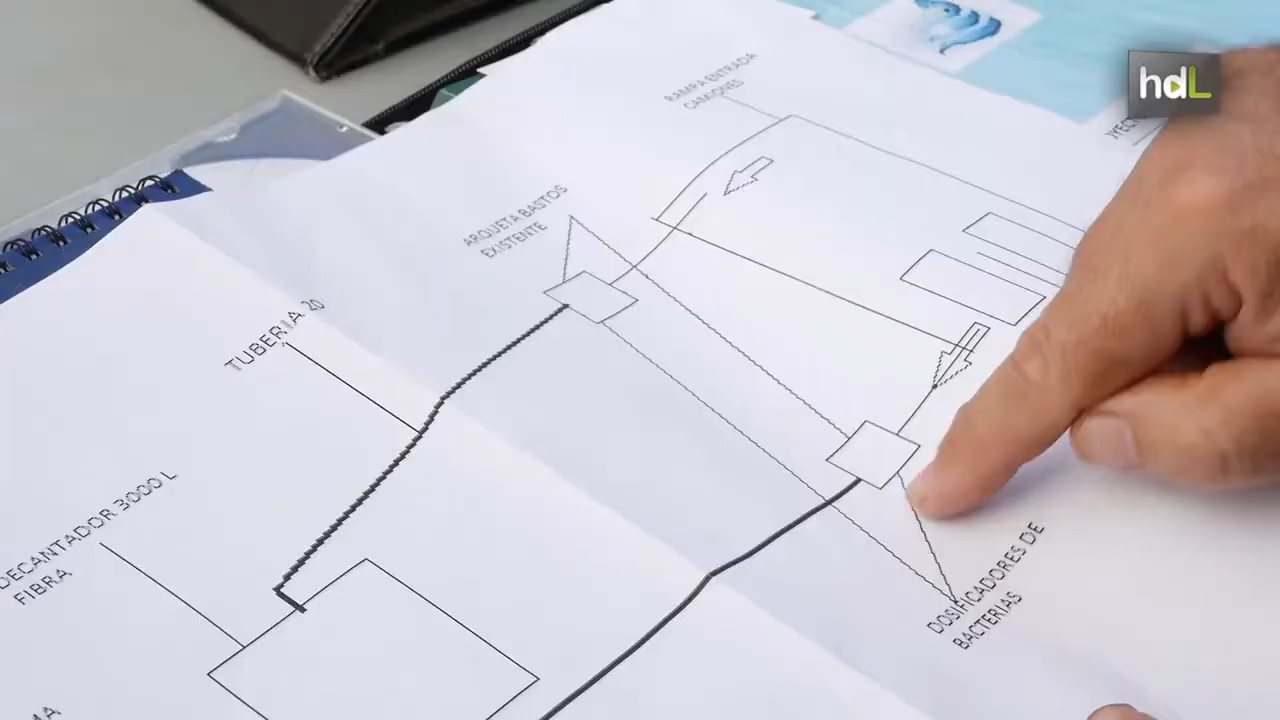 hdL
RAMPA ENTRADA
CAMIONES
ARQUETA BASTOS
EXISTENTE
TUBERIA 20
DECANTADOR 3000 L
FIBRA
DOSIFICADORES DE
BACTERIAS